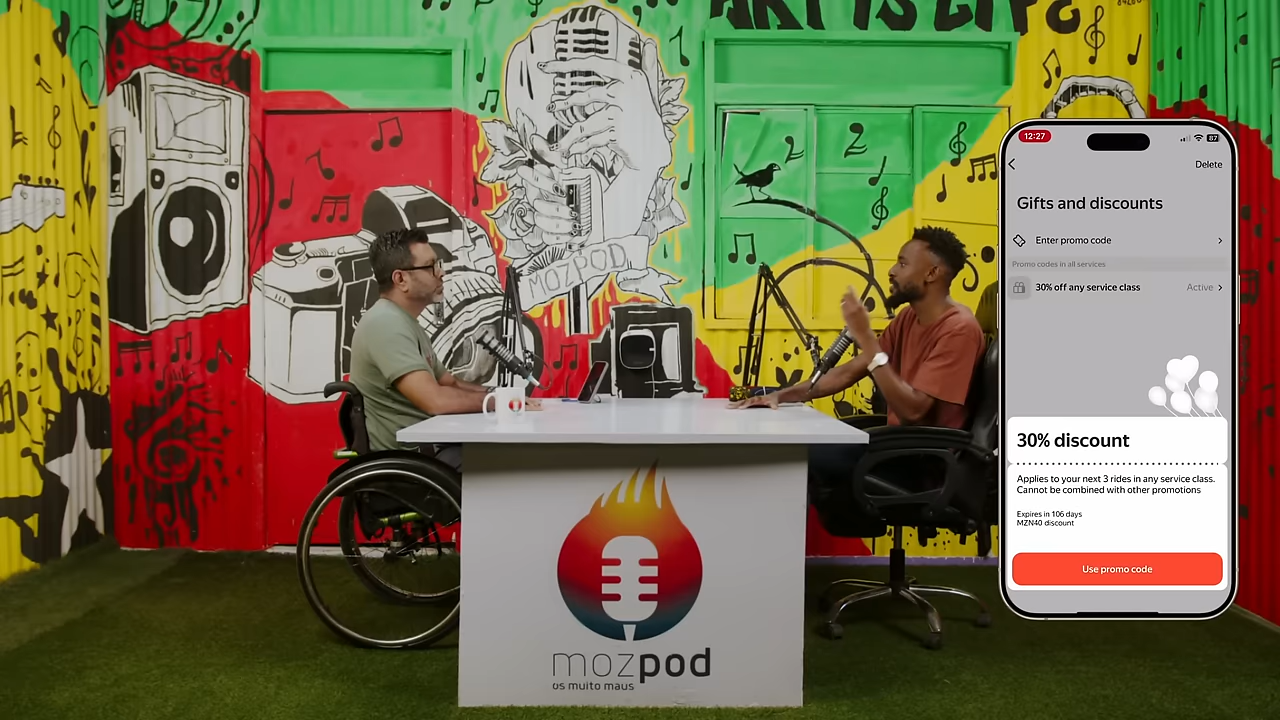 ART IS LIFE
MOZPOD
mozpod
os muito maus
12:27
87
Delete
Gifts and discounts
Enter promo code
Promo codes in all services
30% off any service class
Active
30% discount
Applies to your next 3 rides in any service class.
Cannot be combined with other promotions
Expires in 106 days
MZN40 discount
Use promo code